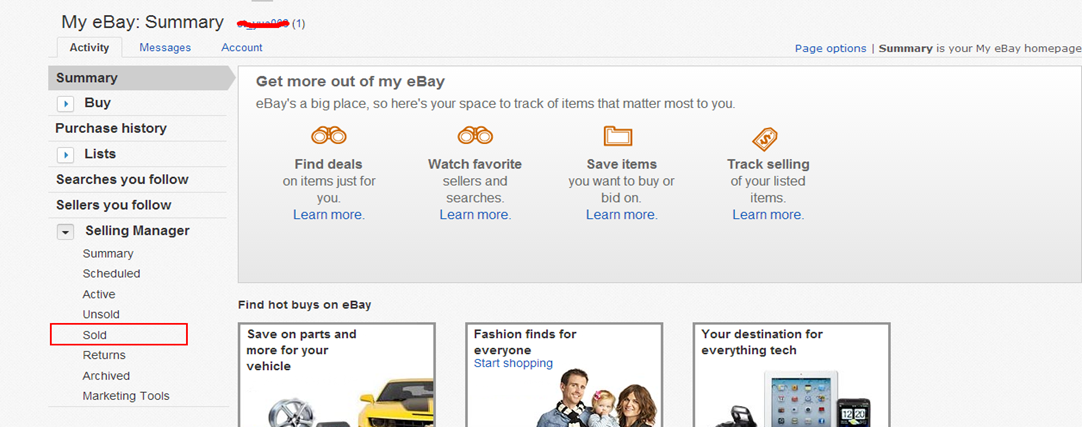 My eBay: Summary (1)
Activity Messages Account
Page options | Summary is your My eBay homepage
Summary
Buy
Purchase history
Lists
Searches you follow
Sellers you follow
Selling Manager
Summary
Scheduled
Active
Unsold
Sold
Returns
Archived
Marketing Tools
Get more out of my eBay
eBay's a big place, so here's your space to track of items that matter most to you.
Find deals
on items just for
you.
Learn more.
Watch favorite
sellers and
searches.
Learn more.
Save items
you want to buy or
bid on.
Learn more.
Track selling
of your listed
items.
Learn more.
Find hot buys on eBay
Save on parts and
more for your
vehicle
Fashion finds for
everyone
Start shopping
Your destination for
everything tech